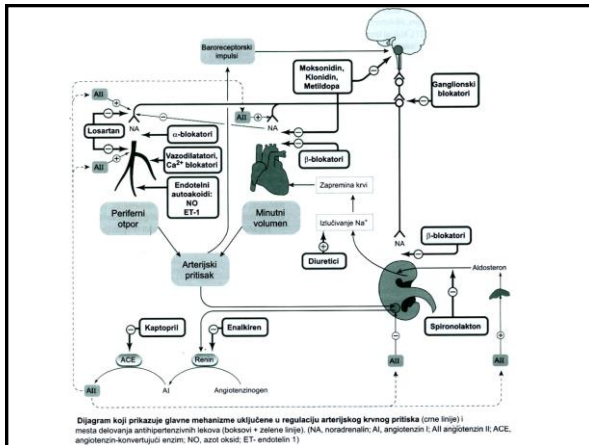 Baroreceptorski
impulsi
Moksonidin,
Klonidin,
Metildopa
Ganglionski
blokatori
AII
AII
NA
NA
Losartan
α-blokatori
β-blokatori
AII
Vazodilatatori,
Ca2+ blokatori
Endotelni
autoakoidi:
NO
ET-1
Zapremina krvi
Periferni
otpor
Minutni
volumen
Izlučivanje Na+
NA
β-blokatori
Diuretici
Aldosteron
Arterijski
pritisak
Spironolakton
Kaptopril
Enalkiren
ACE
Renin
AII
AII
AII
AI
Angiotenzinogen
Dijagram koji prikazuje glavne mehanizme uključene u regulaciju arterijskog krvnog pritiska (crne linije) i
mesta delovanja antihipertenzivnih lekova (boksovi + zelene linije). (NA, noradrenalin; AI, angiotenzin I; AII angiotenzin II; ACE,
angiotenzin-konvertujući enzim; NO, azot oksid; ET- endotelin 1)